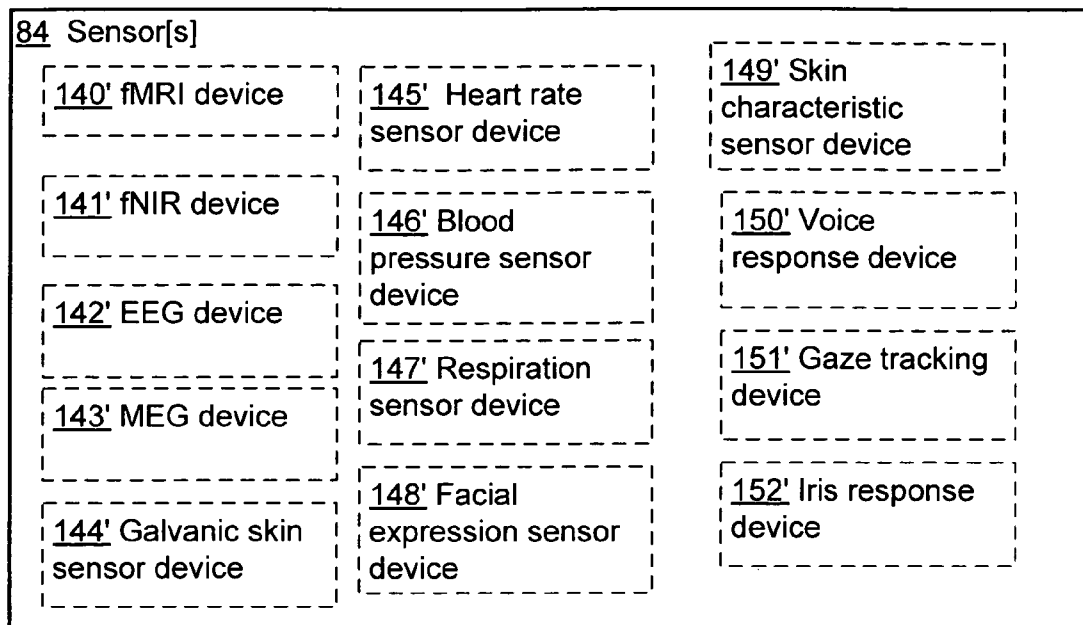 84 Sensor[s]
140' fMRI device
141' fNIR device
142' EEG device
143' MEG device
144' Galvanic skin
sensor device
145' Heart rate
sensor device
146' Blood
pressure sensor
device
147' Respiration
sensor device
148' Facial
expression sensor
device
149' Skin
characteristic
sensor device
150' Voice
response device
151' Gaze tracking
device
152' Iris response
device